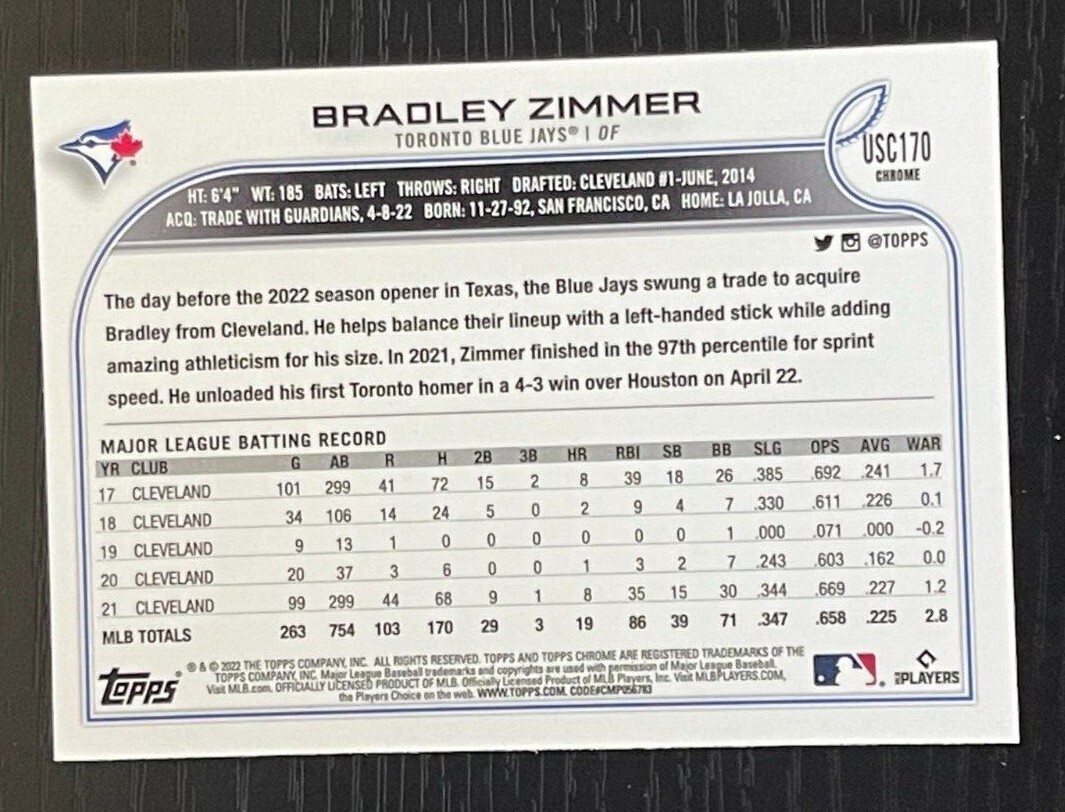 BRADLEY ZIMMER
TORONTO BLUE JAYS® | OF
USC170
CHROME
HT: 6'4" WT: 185 BATS: LEFT THROWS: RIGHT DRAFTED: CLEVELAND #1-JUNE, 2014
ACQ: TRADE WITH GUARDIANS, 4-8-22 BORN: 11-27-92, SAN FRANCISCO, CA HOME: LA JOLLA, CA
@TOPPS
The day before the 2022 season opener in Texas, the Blue Jays swung a trade to acquire
Bradley from Cleveland. He helps balance their lineup with a left-handed stick while adding
amazing athleticism for his size. In 2021, Zimmer finished in the 97th percentile for sprint
speed. He unloaded his first Toronto homer in a 4-3 win over Houston on April 22.
MAJOR LEAGUE BATTING RECORD
YR CLUB G AB R H 2B 3B HR RBI SB BB SLG OPS AVG WAR
17 CLEVELAND 101 299 41 72 15 2 8 39 18 26 .385 .692 .241 1.7
18 CLEVELAND 34 106 14 24 5 0 2 9 4 7 .330 .611 .226 0.1
19 CLEVELAND 9 13 1 0 0 0 0 0 0 1 .000 .071 .000 -0.2
20 CLEVELAND 20 37 3 6 0 0 1 3 2 7 .243 .603 .162 0.0
21 CLEVELAND 99 299 44 68 9 1 8 35 15 30 .344 .669 .227 1.2
MLB TOTALS 263 754 103 170 29 3 19 86 39 71 .347 .658 .225 2.8
Topps
® & © 2022 THE TOPPS COMPANY, INC. ALL RIGHTS RESERVED. TOPPS AND TOPPS CHROME ARE REGISTERED TRADEMARKS OF THE
TOPPS COMPANY, INC. Major League Baseball trademarks and copyrights are used with permission of Major League Baseball.
Visit MLB.com. OFFICIALLY LICENSED PRODUCT OF MLB. Officially Licensed Product of MLB Players, Inc. Visit MLBPLAYERS.COM,
the Players Choice on the web. WWW.TOPPS.COM. CODE#CMP056783
MLB PLAYERS